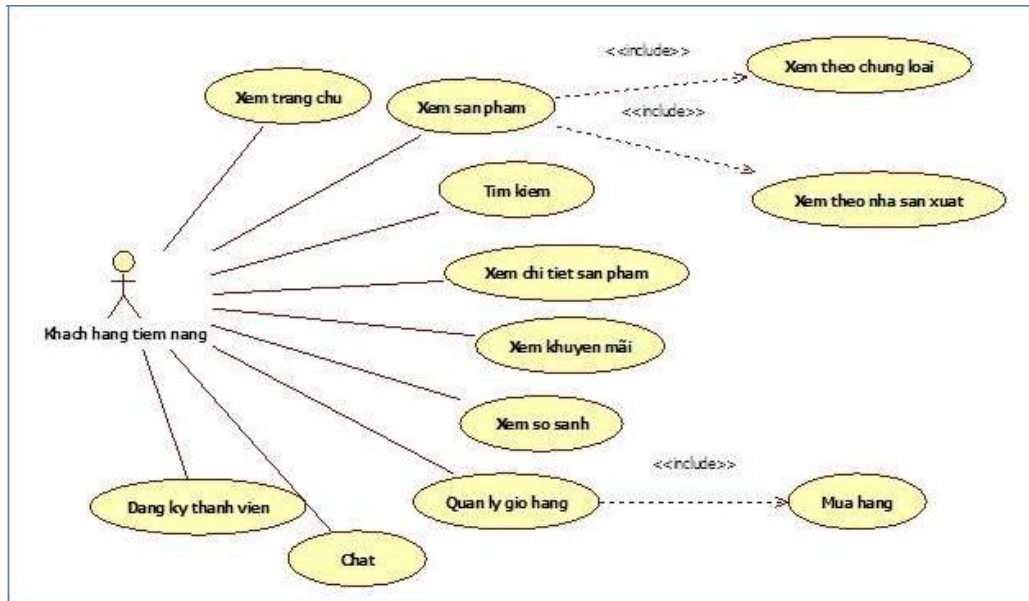 <<include>>
Xem theo chung loai
Xem trang chu
Xem san pham
<<include>>
Tim kiem
Xem theo nha san xuat
Xem chi tiet san pham
Khach hang tiem nang
Xem khuyen mãi
Xem so sanh
<<include>>
Dang ky thanh vien
Quan ly gio hang
Mua hang
Chat